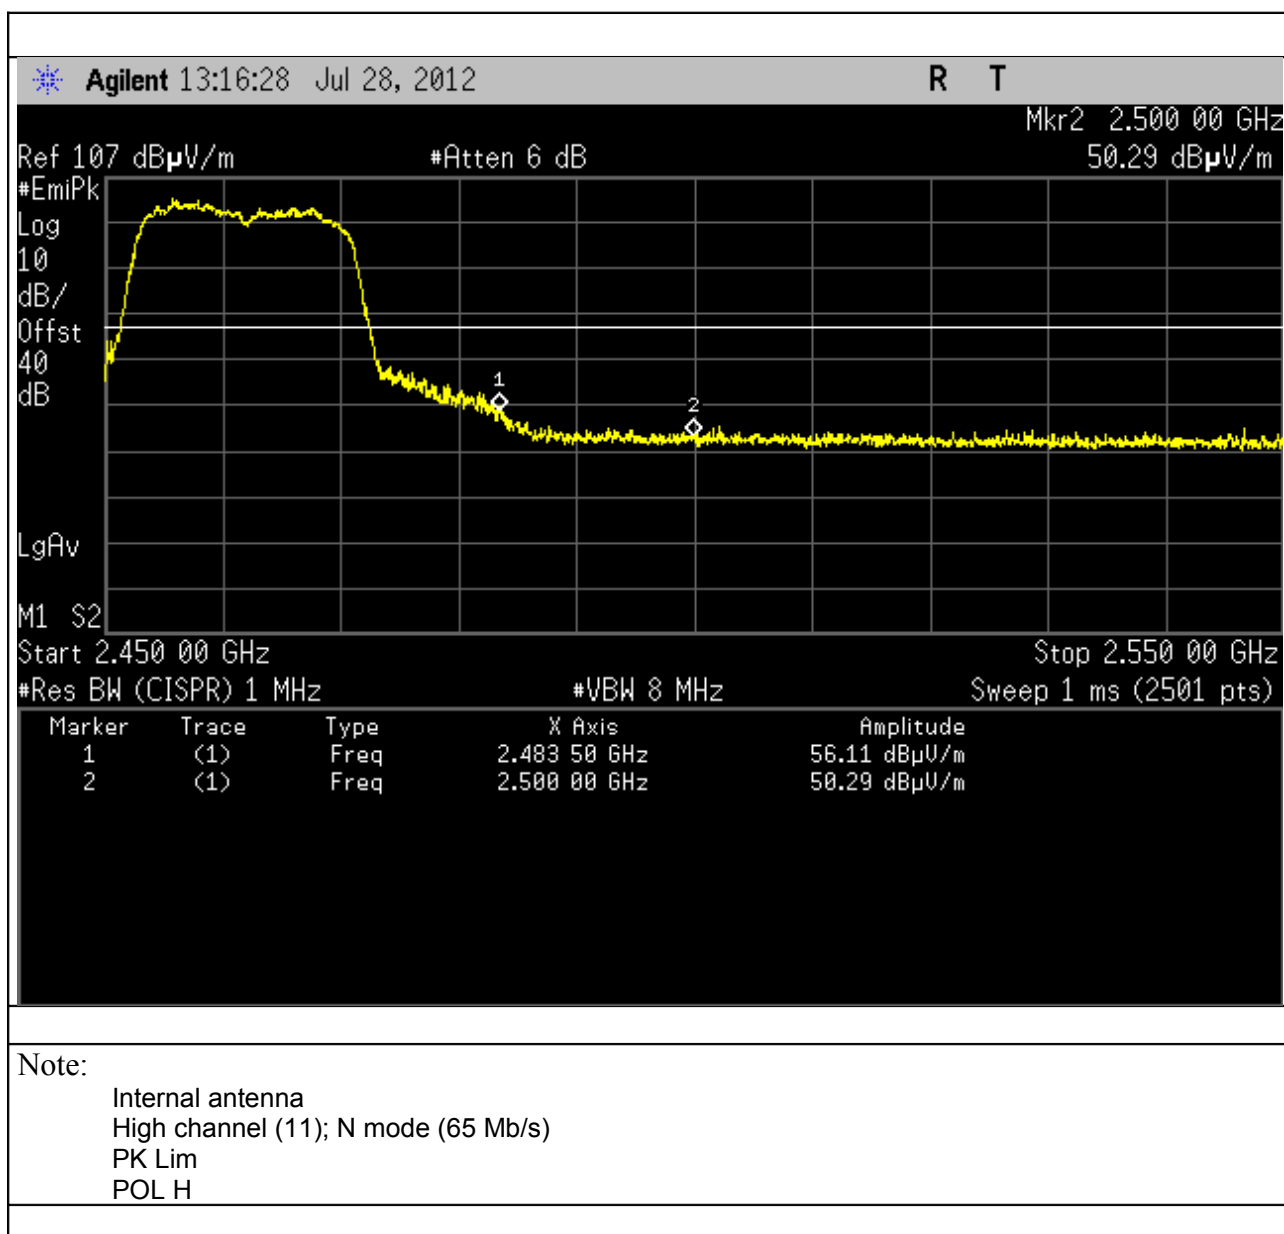 Agilent 13:16:28 Jul 28, 2012 R T
Mkr2 2.500 00 GHz
Ref 107 dBµV/m #Atten 6 dB 50.29 dBµV/m
#EmiPk
Log
10
dB/
Offst
40
dB
1
2
LgAv
M1 S2
Start 2.450 00 GHz Stop 2.550 00 GHz
#Res BW (CISPR) 1 MHz #VBW 8 MHz Sweep 1 ms (2501 pts)
Marker Trace Type X Axis Amplitude
1 (1) Freq 2.483 50 GHz 56.11 dBµV/m
2 (1) Freq 2.500 00 GHz 50.29 dBµV/m
Note:
Internal antenna
High channel (11); N mode (65 Mb/s)
PK Lim
POL H